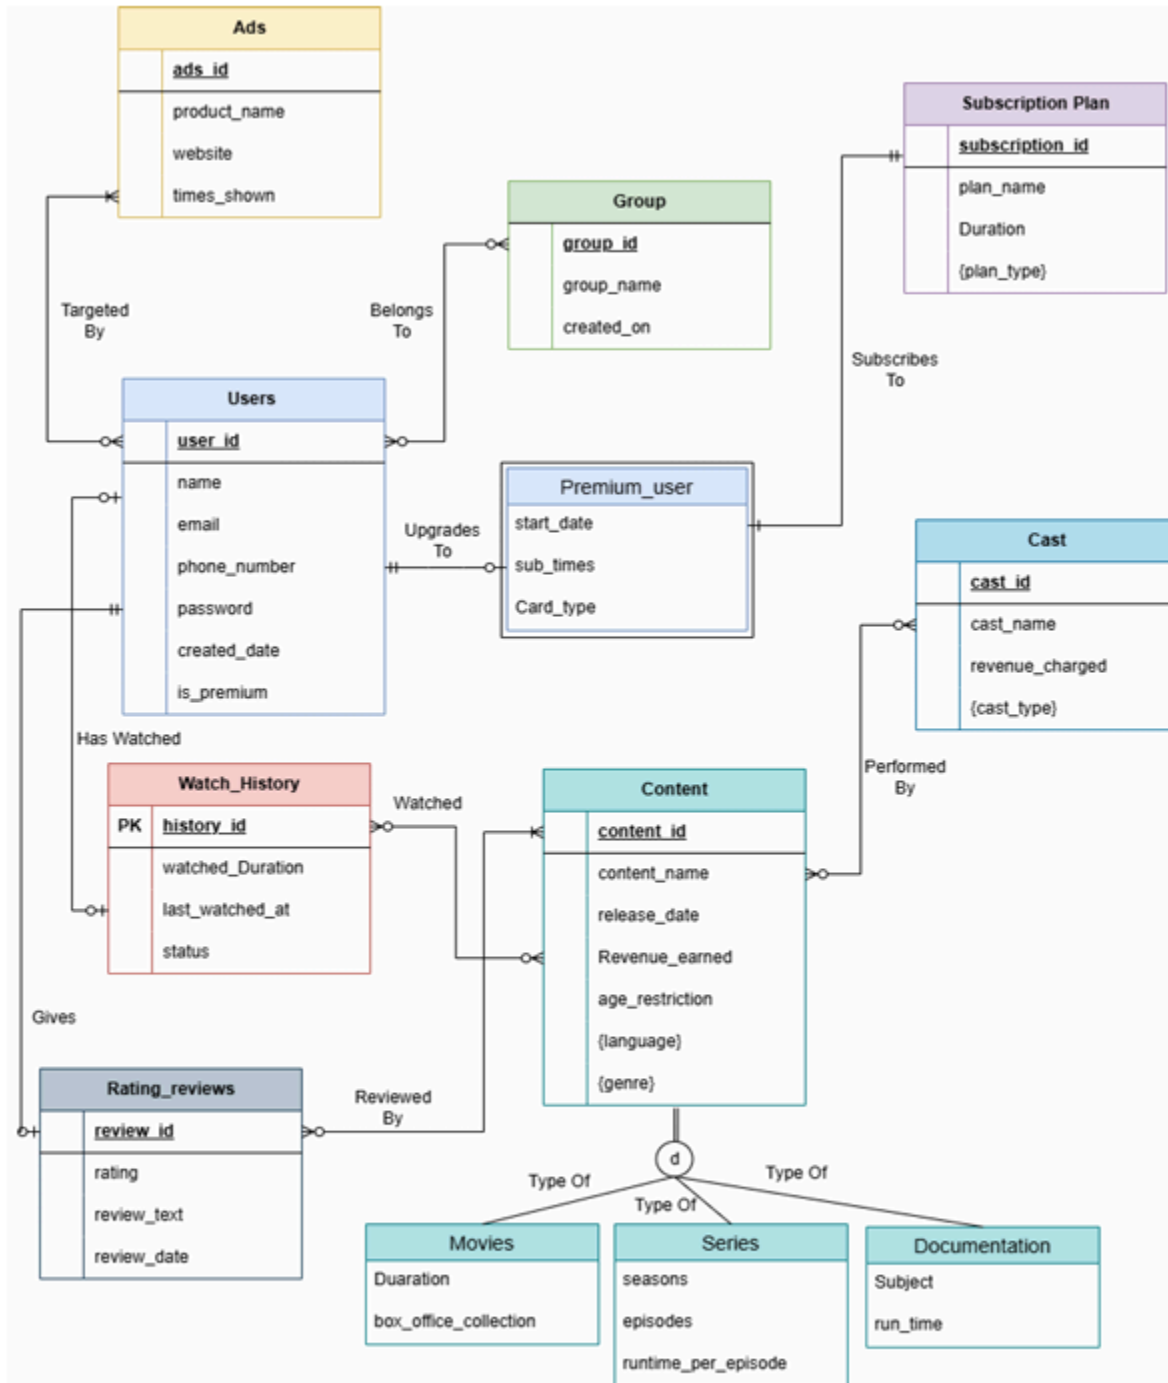 Ads
ads_id
product_name
website
times_shown
Subscription Plan
subscription_id
plan_name
Duration
{plan_type}
Group
group_id
group_name
created_on
Targeted
By
Belongs
To
Subscribes
To
Users
user_id
name
email
phone_number
password
created_date
is_premium
Upgrades
To
Premium_user
start_date
sub_times
Card_type
Cast
cast_id
cast_name
revenue_charged
{cast_type}
Has Watched
Performed
By
Watch_History
PK history_id
watched_Duration
last_watched_at
status
Watched
Content
content_id
content_name
release_date
Revenue_earned
age_restriction
{language}
{genre}
Gives
Rating_reviews
review_id
rating
review_text
review_date
Reviewed
By
d
Type Of
Type Of
Type Of
Movies
Duaration
box_office_collection
Series
seasons
episodes
runtime_per_episode
Documentation
Subject
run_time